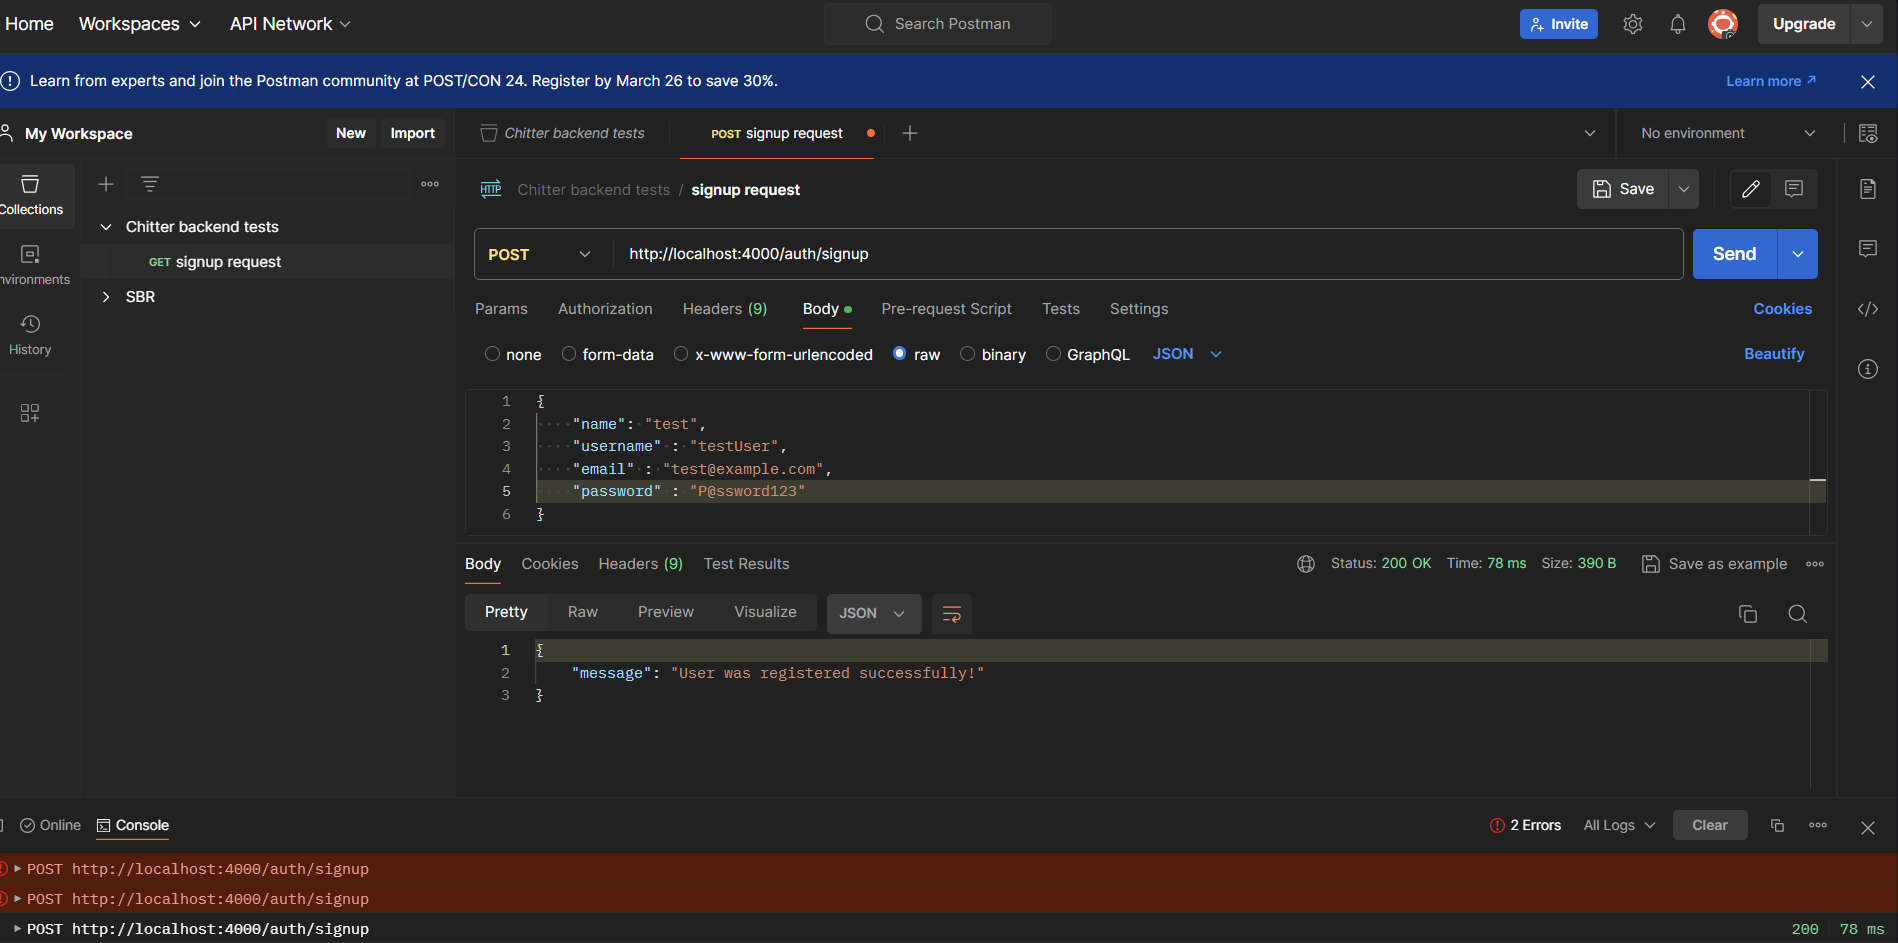 Home Workspaces API Network Search Postman Invite Upgrade
Learn from experts and join the Postman community at POST/CON 24. Register by March 26 to save 30%. Learn more
My Workspace New Import Chitter backend tests POST signup request No environment
HTTP Chitter backend tests / signup request Save
Collections
Chitter backend tests
GET signup request
SBR
nvironments
History
POST http://localhost:4000/auth/signup Send
Params Authorization Headers (9) Body Pre-request Script Tests Settings Cookies
none form-data x-www-form-urlencoded raw binary GraphQL JSON Beautify
1 {
2 "name": "test",
3 "username" : "testUser",
4 "email" : "test@example.com",
5 "password" : "P@ssword123"
6 }
Body Cookies Headers (9) Test Results Status: 200 OK Time: 78 ms Size: 390 B Save as example
Pretty Raw Preview Visualize JSON
1 {
2 "message": "User was registered successfully!"
3 }
Online Console 2 Errors All Logs Clear
POST http://localhost:4000/auth/signup
POST http://localhost:4000/auth/signup
POST http://localhost:4000/auth/signup 200 78 ms